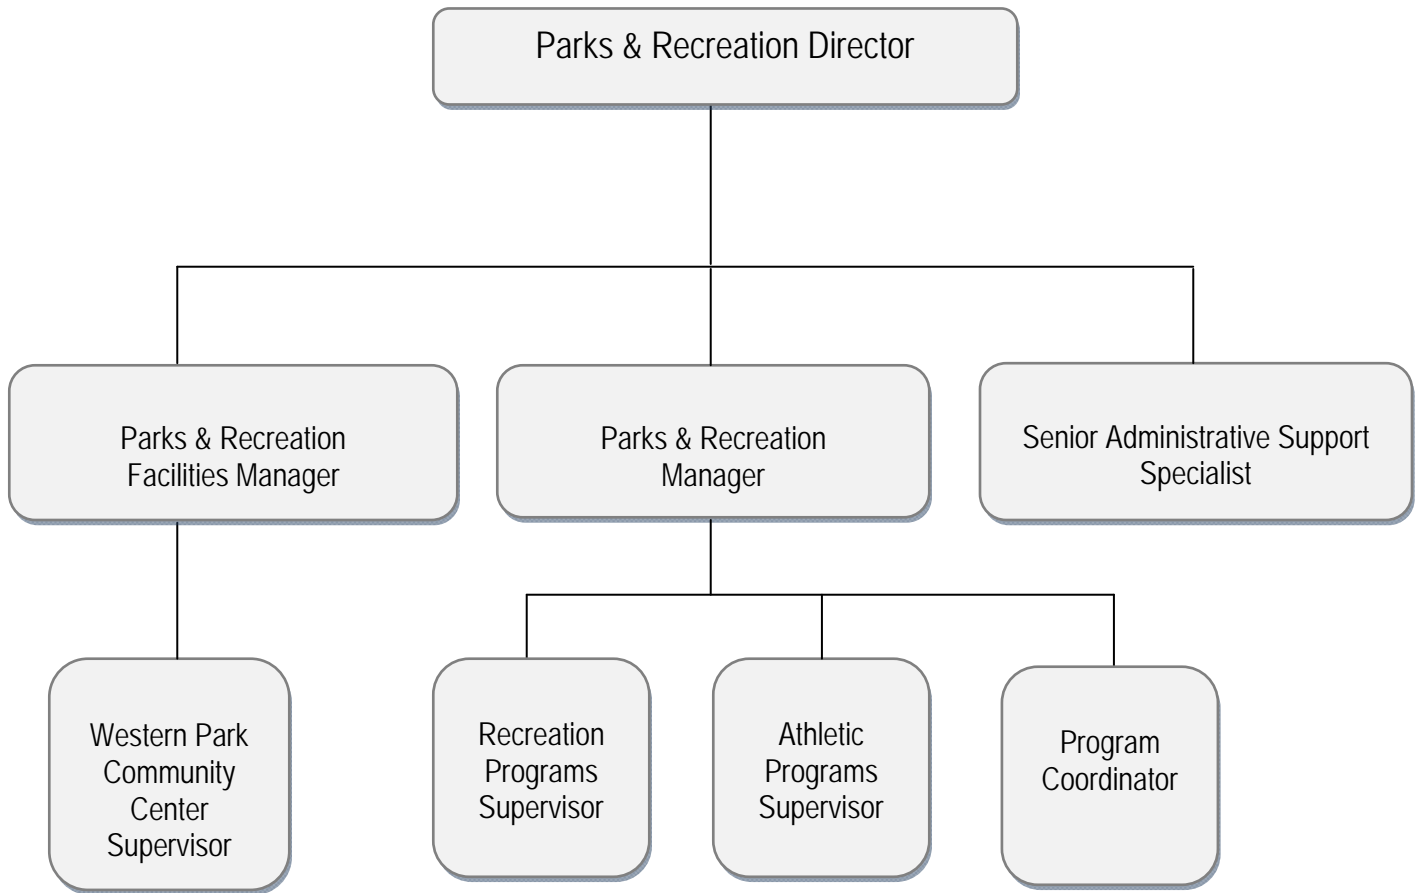 Parks & Recreation Director
Parks & Recreation
Facilities Manager
Parks & Recreation
Manager
Senior Administrative Support
Specialist
Western Park
Community
Center
Supervisor
Recreation
Programs
Supervisor
Athletic
Programs
Supervisor
Program
Coordinator